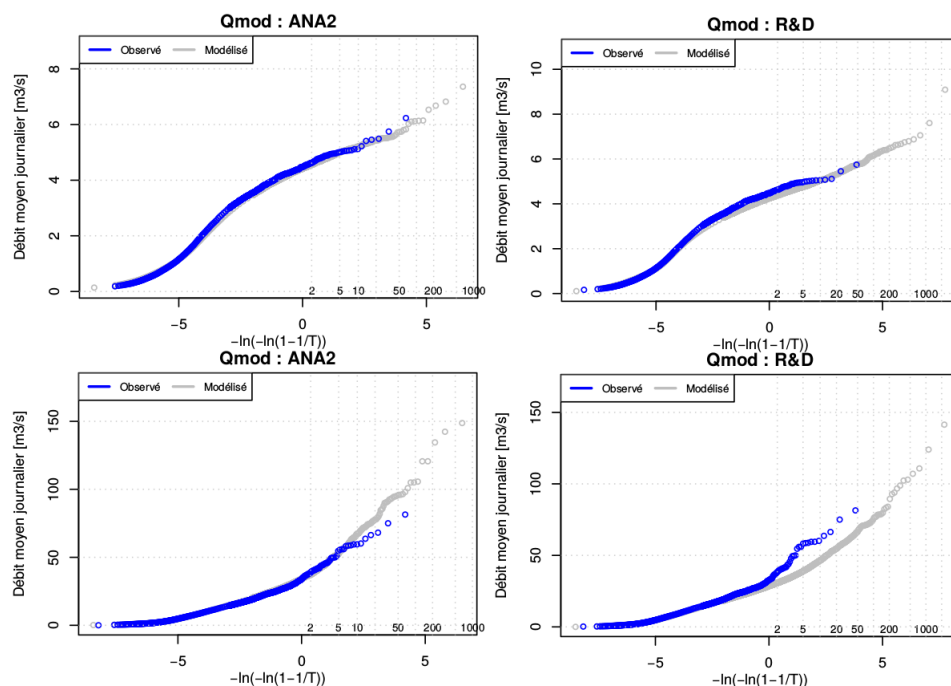 Qmod : ANA2
Observé Modélisé
Débit moyen journalier [m3/s]
0 2 4 6 8
2 5 10 50 200 1000
−5 0 5
−ln(−ln(1−1/T))
Qmod : R&D
Observé Modélisé
Débit moyen journalier [m3/s]
0 2 4 6 8 10
2 5 20 50 200 1000
−5 0 5
−ln(−ln(1−1/T))
Qmod : ANA2
Observé Modélisé
Débit moyen journalier [m3/s]
0 50 100 150
2 5 10 50 200 1000
−5 0 5
−ln(−ln(1−1/T))
Qmod : R&D
Observé Modélisé
Débit moyen journalier [m3/s]
0 50 100 150
2 5 20 50 200 1000
−5 0 5
−ln(−ln(1−1/T))